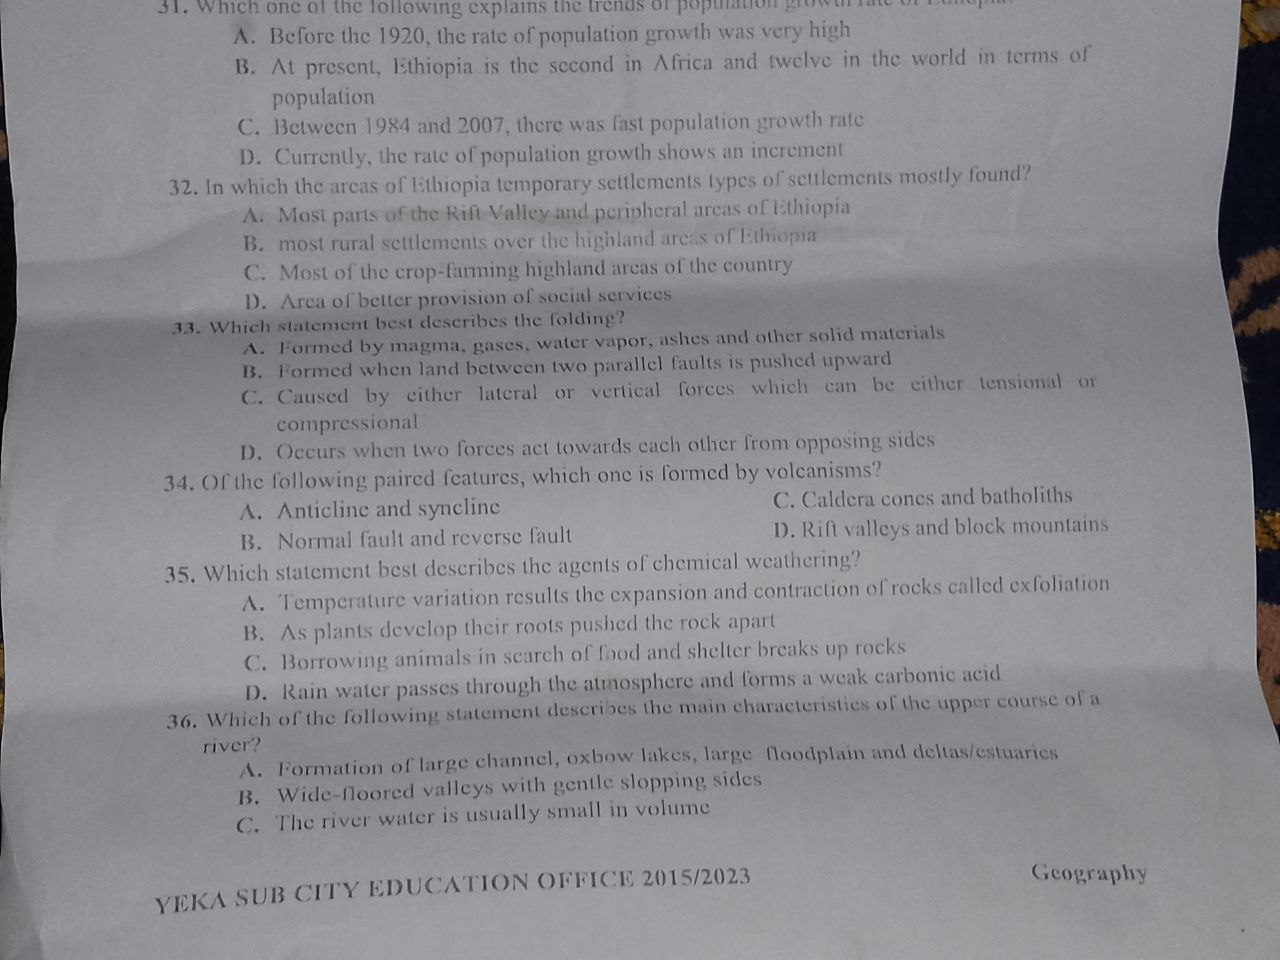 31. Which one of the following explains the trends of population growth rate of Ethiopia?
A. Before the 1920, the rate of population growth was very high
B. At present, Ethiopia is the second in Africa and twelve in the world in terms of
population
C. Between 1984 and 2007, there was fast population growth rate
D. Currently, the rate of population growth shows an increment
32. In which the areas of Ethiopia temporary settlements types of settlements mostly found?
A. Most parts of the Rift Valley and peripheral areas of Ethiopia
B. most rural settlements over the highland areas of Ethiopia
C. Most of the crop-farming highland areas of the country
D. Area of better provision of social services
33. Which statement best describes the folding?
A. Formed by magma, gases, water vapor, ashes and other solid materials
B. Formed when land between two parallel faults is pushed upward
C. Caused by either lateral or vertical forces which can be either tensional or
compressional
D. Occurs when two forces act towards each other from opposing sides
34. Of the following paired features, which one is formed by volcanisms?
A. Anticline and syncline
C. Caldera cones and batholiths
B. Normal fault and reverse fault
D. Rift valleys and block mountains
35. Which statement best describes the agents of chemical weathering?
A. Temperature variation results the expansion and contraction of rocks called exfoliation
B. As plants develop their roots pushed the rock apart
C. Borrowing animals in search of food and shelter breaks up rocks
D. Rain water passes through the atmosphere and forms a weak carbonic acid
36. Which of the following statement describes the main characteristics of the upper course of a
river?
A. Formation of large channel, oxbow lakes, large floodplain and deltas/estuaries
B. Wide-floored valleys with gentle slopping sides
C. The river water is usually small in volume
YEKA SUB CITY EDUCATION OFFICE 2015/2023
Geography